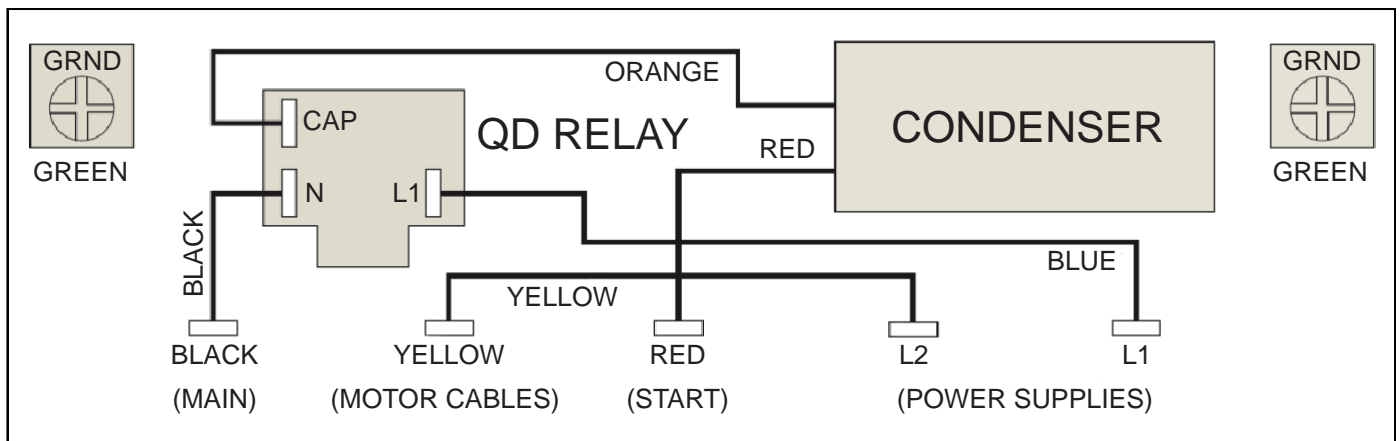 GRND
GREEN
CAP
N
L1
QD RELAY
ORANGE
RED
CONDENSER
GRND
GREEN
BLACK
YELLOW
BLUE
BLACK
YELLOW
RED
L2
L1
(MAIN)
(MOTOR CABLES)
(START)
(POWER SUPPLIES)